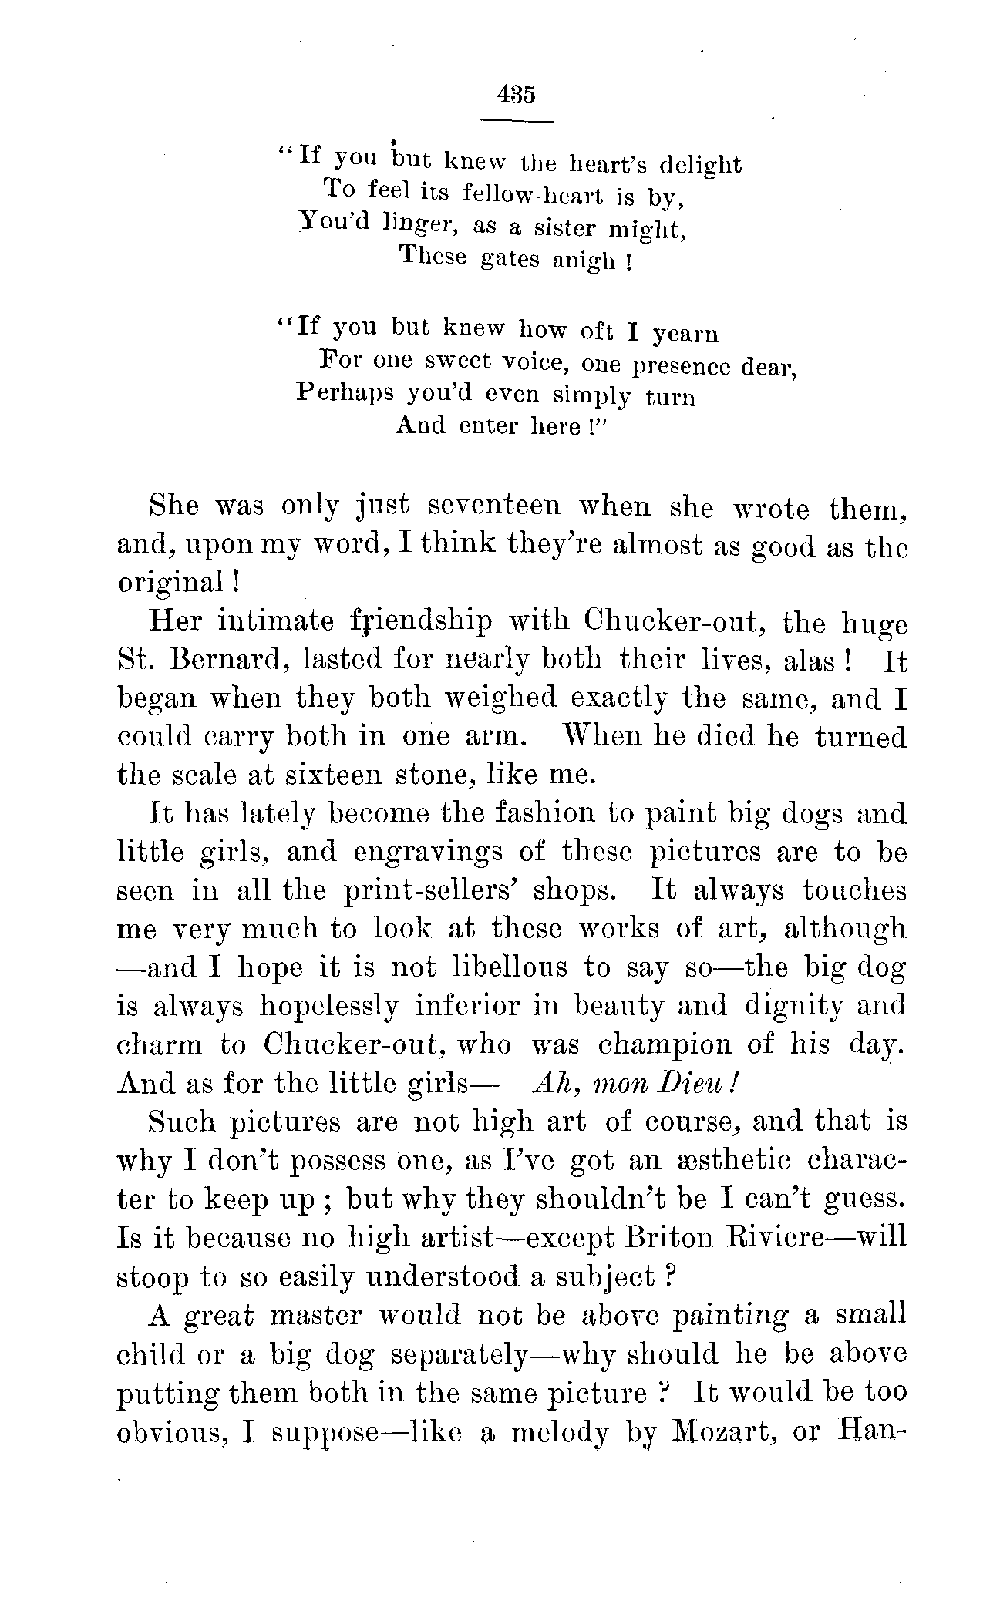 435
“If you but knew the heart’s delight
To feel its fellow-heart is by,
You’d linger, as a sister might,
These gates anigh !
“If you but knew how oft I yearn
For one sweet voice, one presence dear,
Perhaps you’d even simply turn
And enter here !”
She was only just seventeen when she wrote them,
and, upon my word, I think they’re almost as good as the
original !
Her intimate friendship with Chucker-out, the huge
St. Bernard, lasted for nearly both their lives, alas ! It
began when they both weighed exactly the same, and I
could carry both in one arm. When he died he turned
the scale at sixteen stone, like me.
It has lately become the fashion to paint big dogs and
little girls, and engravings of these pictures are to be
seen in all the print-sellers’ shops. It always touches
me very much to look at these works of art, although
—and I hope it is not libellous to say so—the big dog
is always hopelessly inferior in beauty and dignity and
charm to Chucker-out, who was champion of his day.
And as for the little girls— Ah, mon Dieu !
Such pictures are not high art of course, and that is
why I don’t possess one, as I’ve got an æsthetic charac-
ter to keep up ; but why they shouldn’t be I can’t guess.
Is it because no high artist—except Briton Riviere—will
stoop to so easily understood a subject ?
A great master would not be above painting a small
child or a big dog separately—why should he be above
putting them both in the same picture ? It would be too
obvious, I suppose—like a melody by Mozart, or Han-